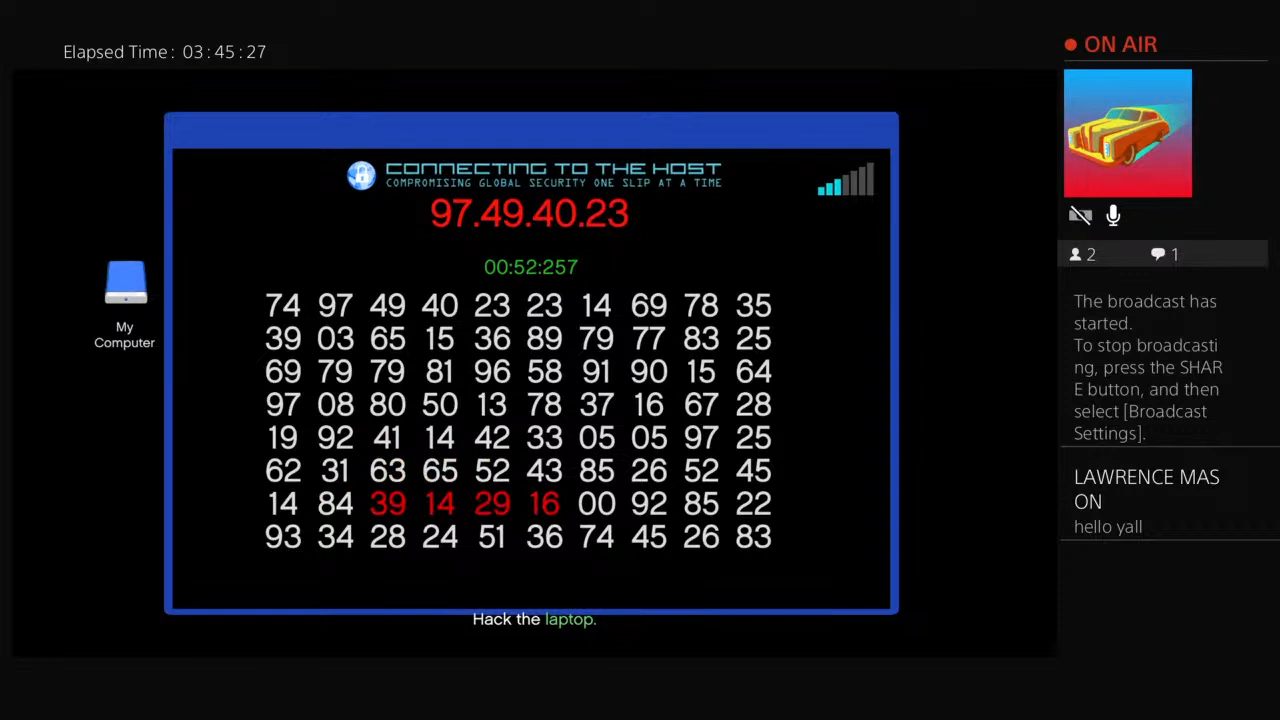 Elapsed Time: 03:45:27
ON AIR
CONNECTING TO THE HOST
COMPROMISING GLOBAL SECURITY ONE SLIP AT A TIME
97.49.40.23
00:52:257
74 97 49 40 23 23 14 69 78 35
39 03 65 15 36 89 79 77 83 25
69 79 79 81 96 58 91 90 15 64
97 08 80 50 13 78 37 16 67 28
19 92 41 14 42 33 05 05 97 25
62 31 63 65 52 43 85 26 52 45
14 84 39 14 29 16 00 92 85 22
93 34 28 24 51 36 74 45 26 83
My
Computer
Hack the laptop.
2 1
The broadcast has
started.
To stop broadcasti
ng, press the SHAR
E button, and then
select [Broadcast
Settings].
LAWRENCE MAS
ON
hello yall